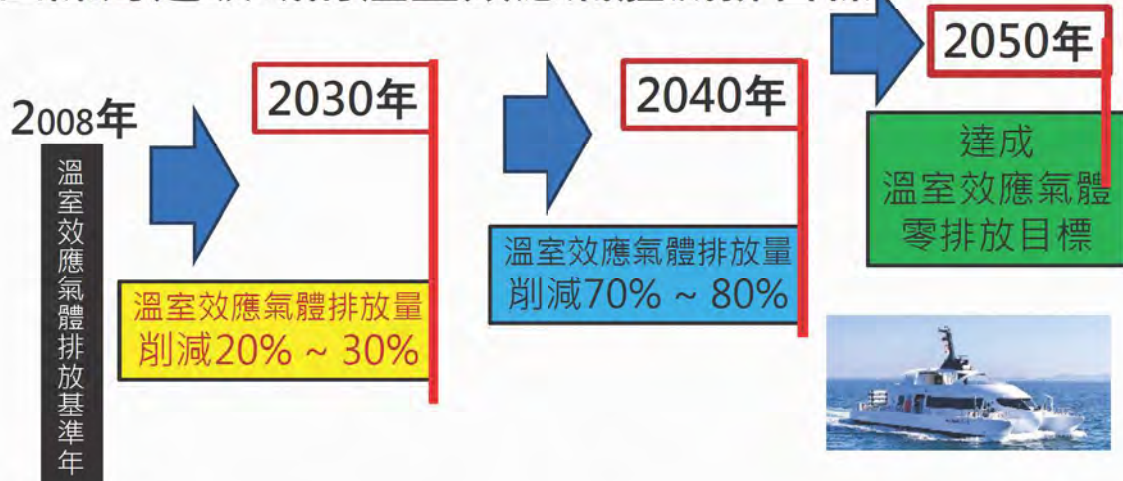 2008年
溫室效應氣體排放基準年
2030年
溫室效應氣體排放量
削減20% ~ 30%
2040年
溫室效應氣體排放量
削減70% ~ 80%
2050年
達成
溫室效應氣體
零排放目標